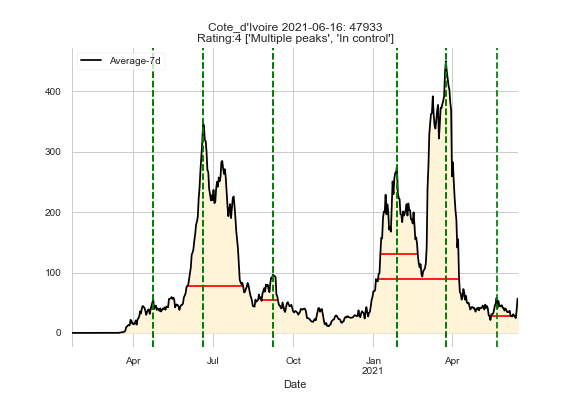 Cote_d'Ivoire 2021-06-16: 47933
Rating:4 ['Multiple peaks', 'In control']
Average-7d
400
300
200
100
0
Apr
Jul
Oct
Jan
2021
Apr
Date